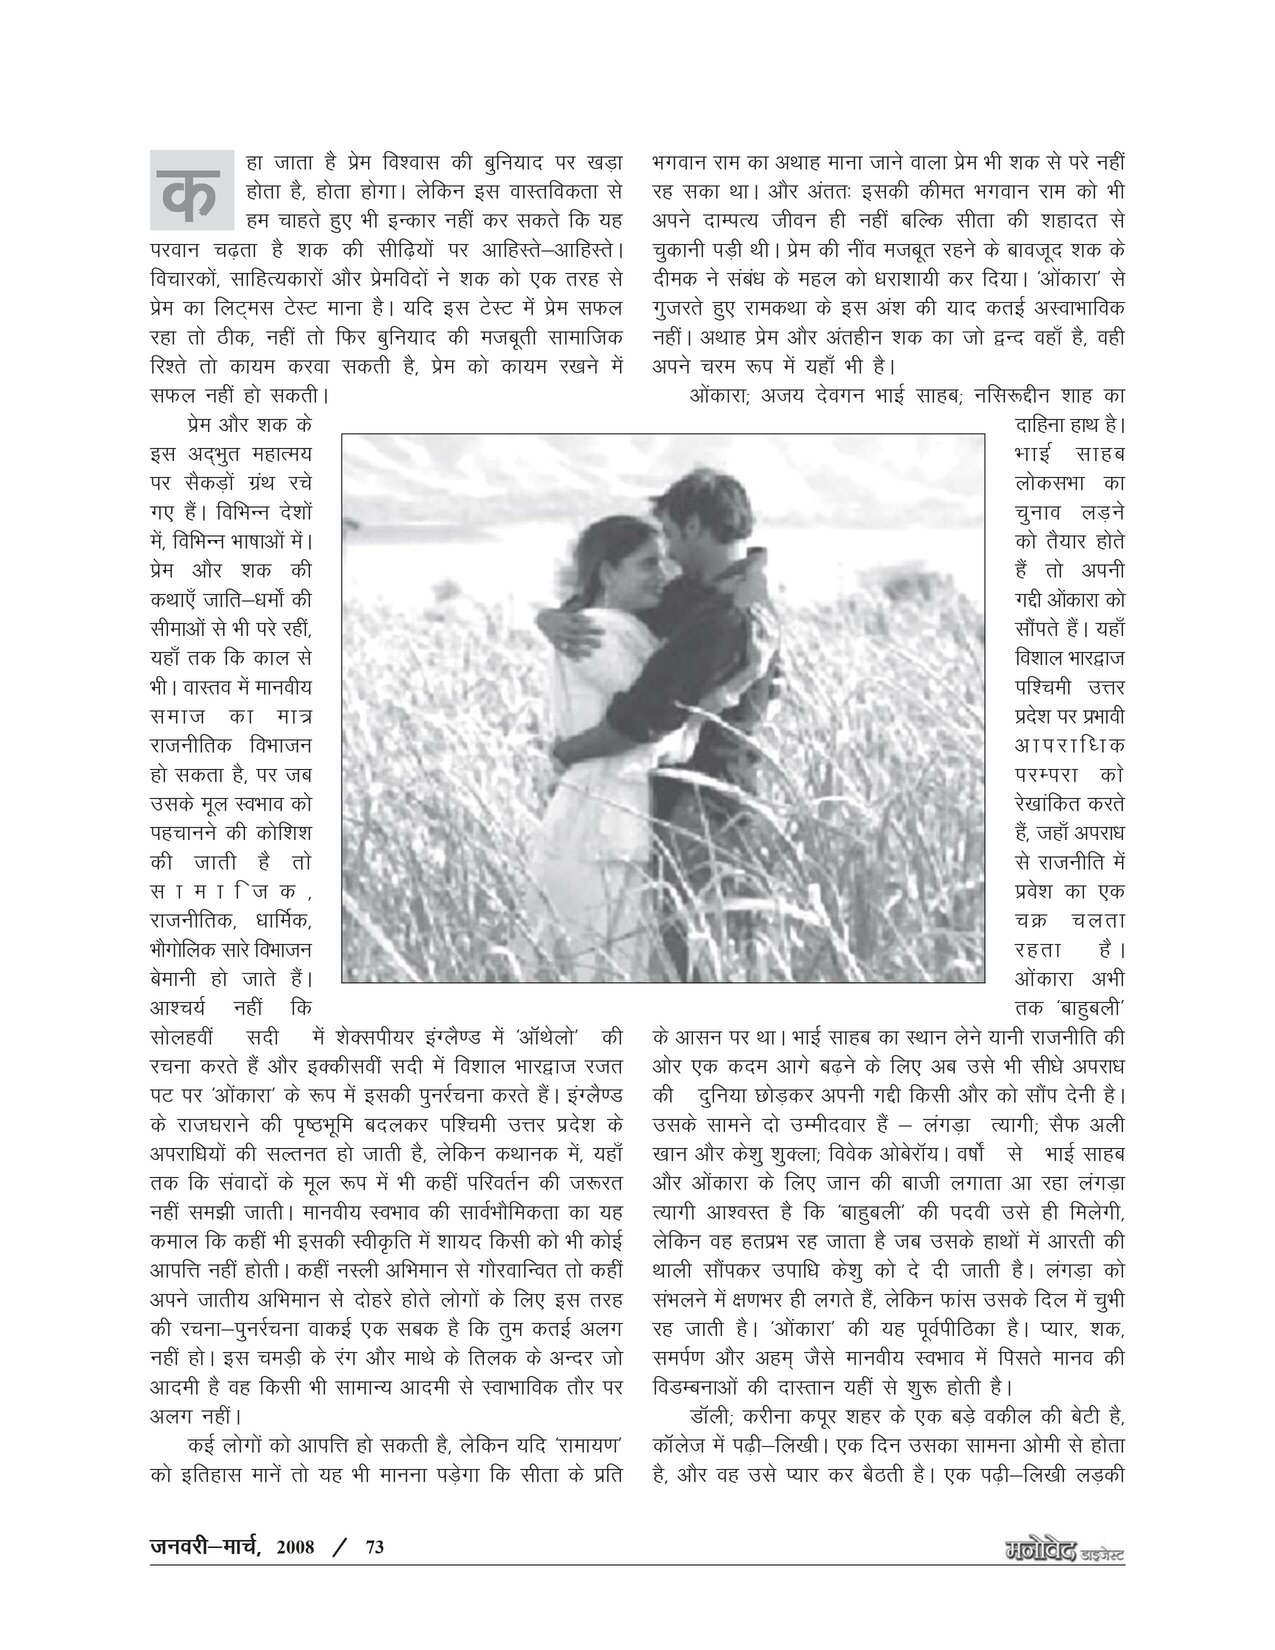 कहा जाता है प्रेम विश्वास की बुनियाद पर खड़ा
होता है, होता होगा। लेकिन इस वास्तविकता से
हम चाहते हुए भी इन्कार नहीं कर सकते कि यह
परवान चढ़ता है शक की सीढ़ियों पर आहिस्ते–आहिस्ते।
विचारकों, साहित्यकारों और प्रेमविदों ने शक को एक तरह से
प्रेम का लिट्मस टेस्ट माना है। यदि इस टेस्ट में प्रेम सफल
रहा तो ठीक, नहीं तो फिर बुनियाद की मजबूती सामाजिक
रिश्ते तो कायम करवा सकती है, प्रेम को कायम रखने में
सफल नहीं हो सकती।
प्रेम और शक के
इस अद्भुत महात्मय
पर सैकड़ों ग्रंथ रचे
गए हैं। विभिन्न देशों
में, विभिन्न भाषाओं में।
प्रेम और शक की
कथाएँ जाति–धर्मों की
सीमाओं से भी परे रहीं,
यहाँ तक कि काल से
भी। वास्तव में मानवीय
समाज का मात्र
राजनीतिक विभाजन
हो सकता है, पर जब
उसके मूल स्वभाव को
पहचानने की कोशिश
की जाती है तो
सामाजिक,
राजनीतिक, धार्मिक,
भौगोलिक सारे विभाजन
बेमानी हो जाते हैं।
आश्चर्य नहीं कि
सोलहवीं सदी में शेक्सपीयर इंग्लैण्ड में ‘ऑथेलो’ की
रचना करते हैं और इक्कीसवीं सदी में विशाल भारद्वाज रजत
पट पर ‘ओंकारा’ के रूप में इसकी पुनर्रचना करते हैं। इंग्लैण्ड
के राजघराने की पृष्ठभूमि बदलकर पश्चिमी उत्तर प्रदेश के
अपराधियों की सल्तनत हो जाती है, लेकिन कथानक में, यहाँ
तक कि संवादों के मूल रूप में भी कहीं परिवर्तन की जरूरत
नहीं समझी जाती। मानवीय स्वभाव की सार्वभौमिकता का यह
कमाल कि कहीं भी इसकी स्वीकृति में शायद किसी को भी कोई
आपत्ति नहीं होती। कहीं नस्ली अभिमान से गौरवान्वित तो कहीं
अपने जातीय अभिमान से दोहरे होते लोगों के लिए इस तरह
की रचना–पुनर्रचना वाकई एक सबक है कि तुम कतई अलग
नहीं हो। इस चमड़ी के रंग और माथे के तिलक के अन्दर जो
आदमी है वह किसी भी सामान्य आदमी से स्वाभाविक तौर पर
अलग नहीं।
कई लोगों को आपत्ति हो सकती है, लेकिन यदि ‘रामायण’
को इतिहास मानें तो यह भी मानना पड़ेगा कि सीता के प्रति
भगवान राम का अथाह माना जाने वाला प्रेम भी शक से परे नहीं
रह सका था। और अंततः इसकी कीमत भगवान राम को भी
अपने दाम्पत्य जीवन ही नहीं बल्कि सीता की शहादत से
चुकानी पड़ी थी। प्रेम की नींव मजबूत रहने के बावजूद शक के
दीमक ने संबंध के महल को धराशायी कर दिया। ‘ओंकारा’ से
गुजरते हुए रामकथा के इस अंश की याद कतई अस्वाभाविक
नहीं। अथाह प्रेम और अंतहीन शक का जो द्वन्द वहाँ है, वही
अपने चरम रूप में यहाँ भी है।
ओंकारा; अजय देवगन भाई साहब; नसिरूद्दीन शाह का
दाहिना हाथ है।
भाई साहब
लोकसभा का
चुनाव लड़ने
को तैयार होते
हैं तो अपनी
गद्दी ओंकारा को
सौंपते हैं। यहाँ
विशाल भारद्वाज
पश्चिमी उत्तर
प्रदेश पर प्रभावी
आपराधिक
परम्परा को
रेखांकित करते
हैं, जहाँ अपराध
से राजनीति में
प्रवेश का एक
चक्र चलता
रहता है।
ओंकारा अभी
तक ‘बाहुबली’
के आसन पर था। भाई साहब का स्थान लेने यानी राजनीति की
ओर एक कदम आगे बढ़ने के लिए अब उसे भी सीधे अपराध
की दुनिया छोड़कर अपनी गद्दी किसी और को सौंप देनी है।
उसके सामने दो उम्मीदवार हैं – लंगड़ा त्यागी; सैफ अली
खान और केशु शुक्ला; विवेक ओबेरॉय। वर्षों से भाई साहब
और ओंकारा के लिए जान की बाजी लगाता आ रहा लंगड़ा
त्यागी आश्वस्त है कि ‘बाहुबली’ की पदवी उसे ही मिलेगी,
लेकिन वह हतप्रभ रह जाता है जब उसके हाथों में आरती की
थाली सौंपकर उपाधि केशु को दे दी जाती है। लंगड़ा को
संभलने में क्षणभर ही लगते हैं, लेकिन फांस उसके दिल में चुभी
रह जाती है। ‘ओंकारा’ की यह पूर्वपीठिका है। प्यार, शक,
समर्पण और अहम् जैसे मानवीय स्वभाव में पिसते मानव की
विडम्बनाओं की दास्तान यहीं से शुरू होती है।
डॉली; करीना कपूर शहर के एक बड़े वकील की बेटी है,
कॉलेज में पढ़ी–लिखी। एक दिन उसका सामना ओमी से होता
है, और वह उसे प्यार कर बैठती है। एक पढ़ी–लिखी लड़की
जनवरी–मार्च, 2008 / 73
मनोवेद डाइजेस्ट